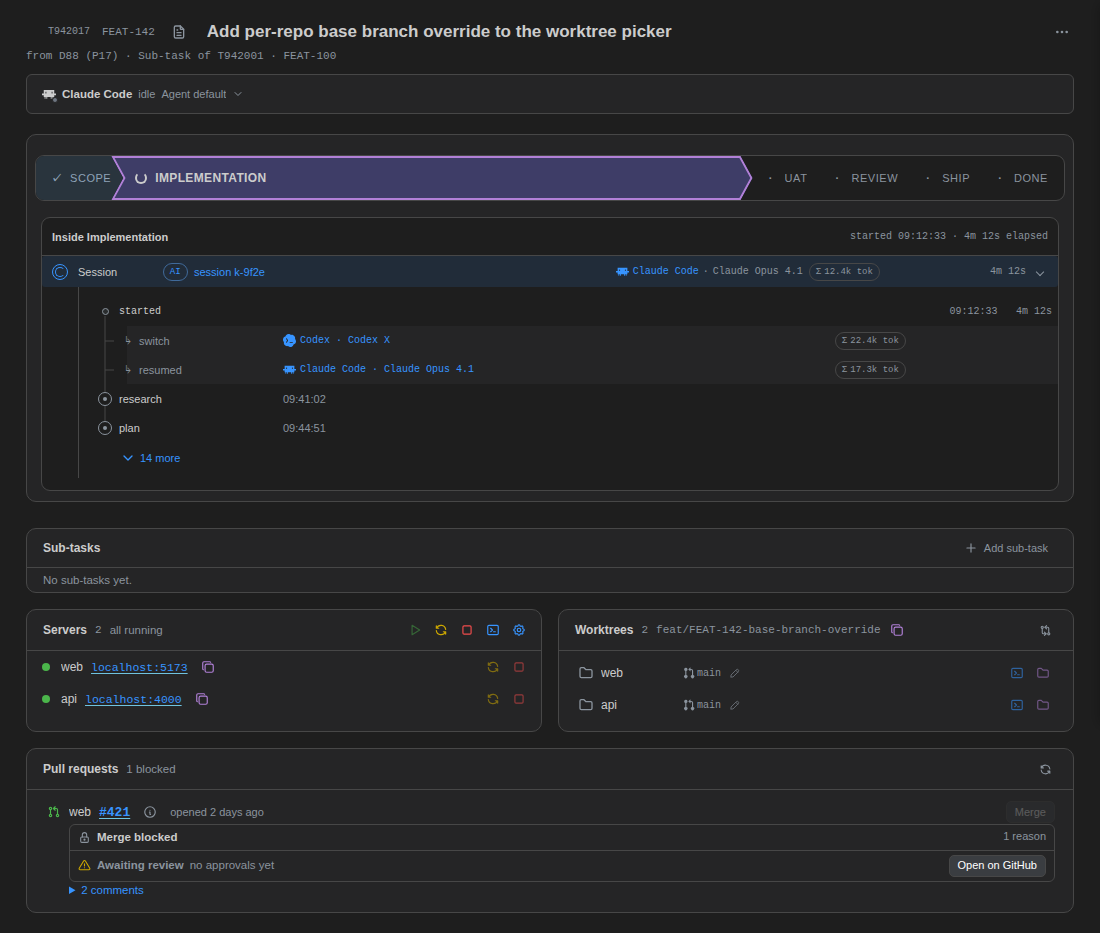 T942017 FEAT-142 Add per-repo base branch override to the worktree picker
from D88 (P17) · Sub-task of T942001 · FEAT-100
Claude Code idle Agent default
SCOPE IMPLEMENTATION · UAT · REVIEW · SHIP · DONE
Inside Implementation started 09:12:33 · 4m 12s elapsed
Session AI session k-9f2e Claude Code · Claude Opus 4.1 Σ 12.4k tok 4m 12s
started 09:12:33 4m 12s
↳ switch Codex · Codex X Σ 22.4k tok
↳ resumed Claude Code · Claude Opus 4.1 Σ 17.3k tok
research 09:41:02
plan 09:44:51
14 more
Sub-tasks Add sub-task
No sub-tasks yet.
Servers 2 all running
web localhost:5173
api localhost:4000
Worktrees 2 feat/FEAT-142-base-branch-override
web main
api main
Pull requests 1 blocked
web #421 opened 2 days ago Merge
Merge blocked 1 reason
Awaiting review no approvals yet Open on GitHub
2 comments